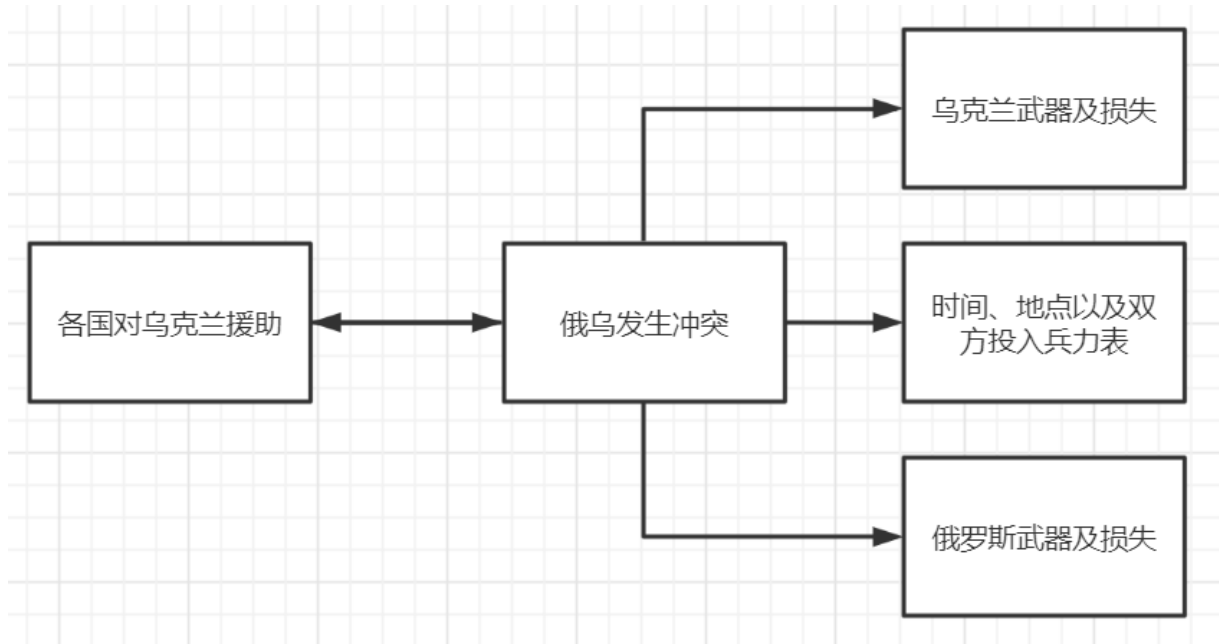 乌克兰武器及损失
各国对乌克兰援助
俄乌发生冲突
时间、地点以及双
方投入兵力表
俄罗斯武器及损失